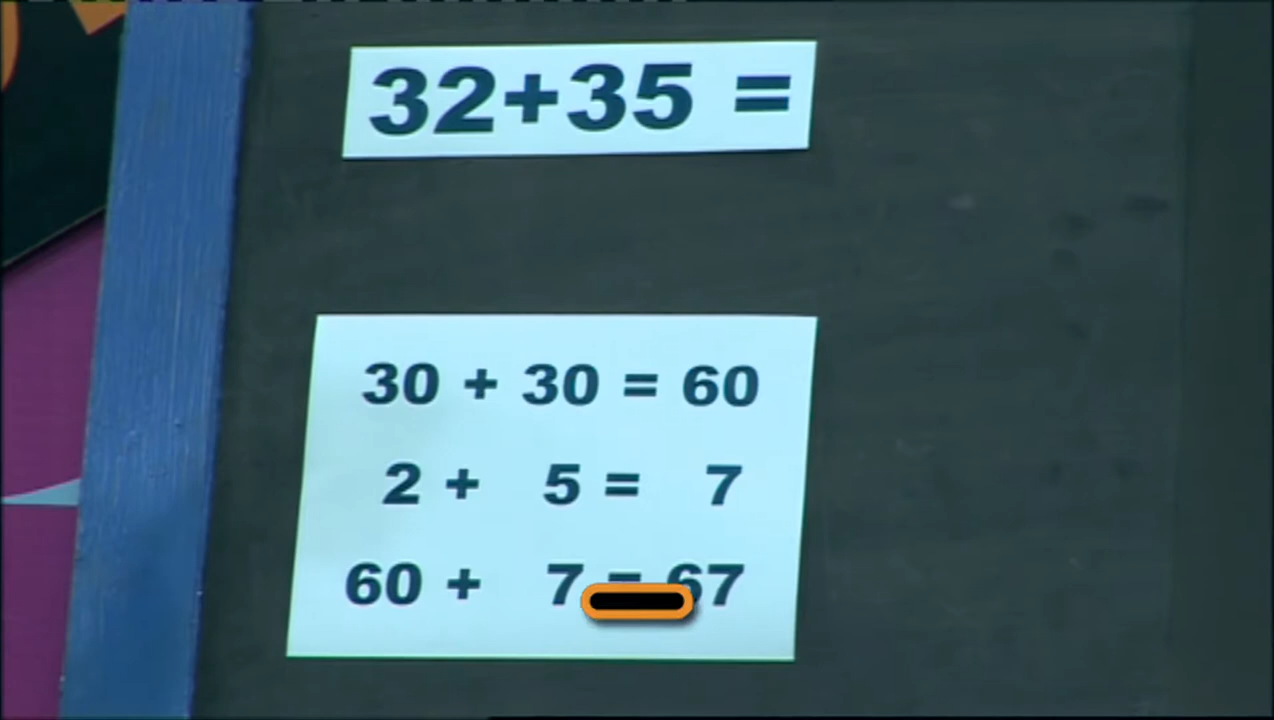 32+35 =
30 + 30 = 60
2 + 5 = 7
60 + 7 = 67